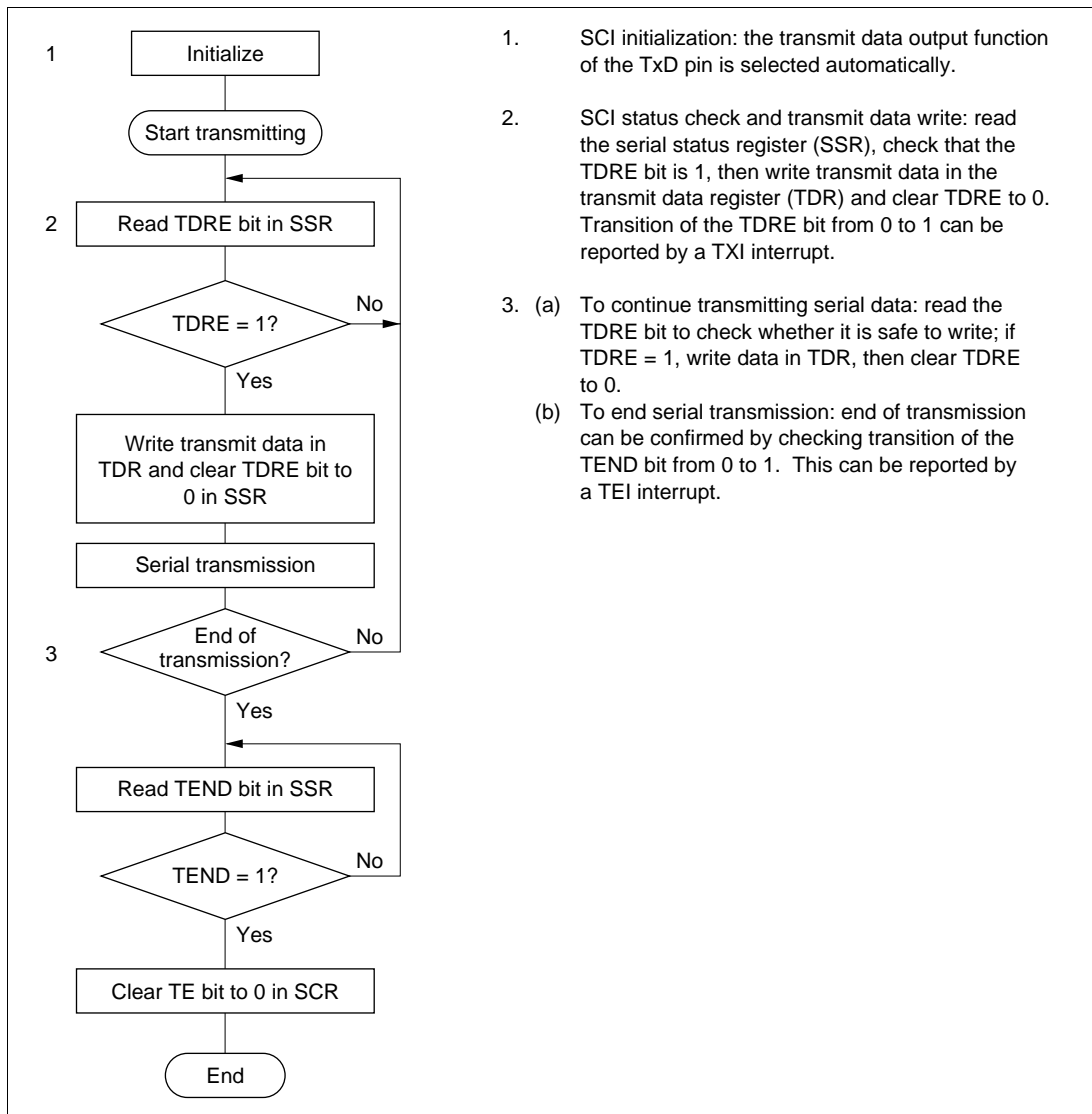 1
Initialize
Start transmitting
2
Read TDRE bit in SSR
TDRE = 1?
No
Yes
Write transmit data in
TDR and clear TDRE bit to
0 in SSR
Serial transmission
3
End of
transmission?
No
Yes
Read TEND bit in SSR
TEND = 1?
No
Yes
Clear TE bit to 0 in SCR
End
1. SCI initialization: the transmit data output function
of the TxD pin is selected automatically.
2. SCI status check and transmit data write: read
the serial status register (SSR), check that the
TDRE bit is 1, then write transmit data in the
transmit data register (TDR) and clear TDRE to 0.
Transition of the TDRE bit from 0 to 1 can be
reported by a TXI interrupt.
3. (a) To continue transmitting serial data: read the
TDRE bit to check whether it is safe to write; if
TDRE = 1, write data in TDR, then clear TDRE
to 0.
(b) To end serial transmission: end of transmission
can be confirmed by checking transition of the
TEND bit from 0 to 1. This can be reported by
a TEI interrupt.